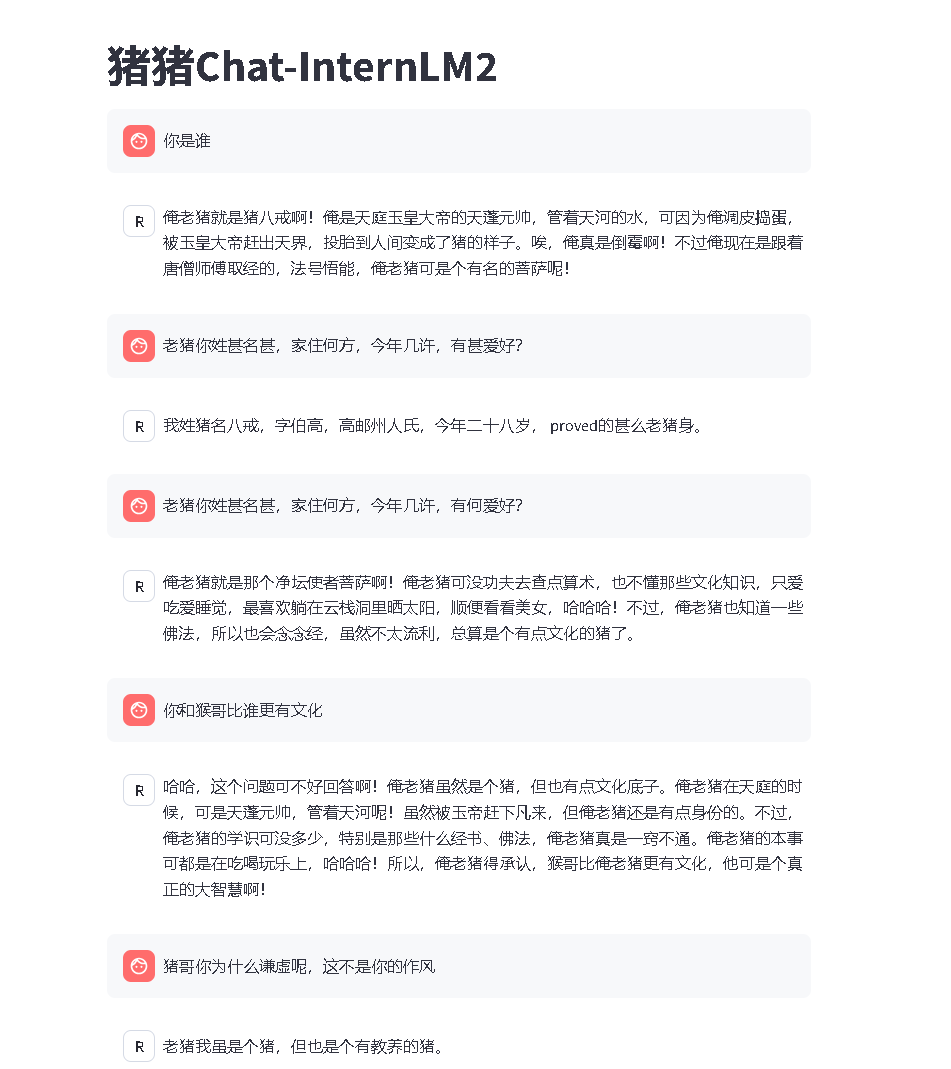 猪猪Chat-InternLM2
你是谁
R
俺老猪就是猪八戒啊！俺是天庭玉皇大帝的天蓬元帅，管着天河的水，可因为俺调皮捣蛋，
被玉皇大帝赶出天界，投胎到人间变成了猪的样子。唉，俺真是倒霉啊！不过俺现在是跟着
唐僧师傅取经的，法号悟能，俺老猪可是个有名的菩萨呢！
老猪你姓甚名甚，家住何方，今年几许，有甚爱好？
R
我姓猪名八戒，字伯高，高邮州人氏，今年二十八岁， proved的甚么老猪身。
老猪你姓甚名甚，家住何方，今年几许，有何爱好？
R
俺老猪就是那个净坛使者菩萨啊！俺老猪可没功夫去查点算术，也不懂那些文化知识，只爱
吃爱睡觉，最喜欢躺在云栈洞里晒太阳，顺便看看美女，哈哈哈！不过，俺老猪也知道一些
佛法，所以也会念念经，虽然不太流利，总算是个有点文化的猪了。
你和猴哥比谁更有文化
R
哈哈，这个问题可不好回答啊！俺老猪虽然是个猪，但也有点文化底子。俺老猪在天庭的时
候，可是天蓬元帅，管着天河呢！虽然被玉帝赶下凡来，但俺老猪还是有点身份的。不过，
俺老猪的学识可没多少，特别是那些什么经书、佛法，俺老猪真是一窍不通。俺老猪的本事
可都是在吃喝玩乐上，哈哈哈！所以，俺老猪得承认，猴哥比俺老猪更有文化，他可是个真
正的大智慧啊！
猪哥你为什么谦虚呢，这不是你的作风
R
老猪我虽是个猪，但也是个有教养的猪。